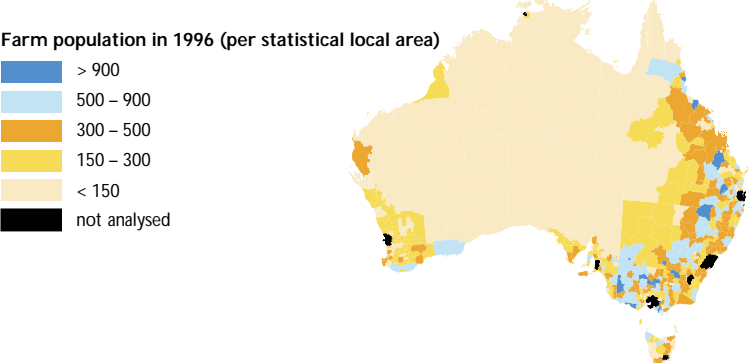 Farm population in 1996 (per statistical local area)
> 900
500 – 900
300 – 500
150 – 300
< 150
not analysed